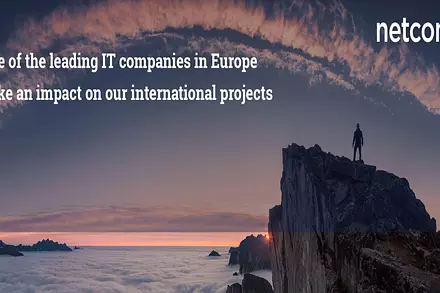 netcom
e of the leading IT companies in Europe
ke an impact on our international projects